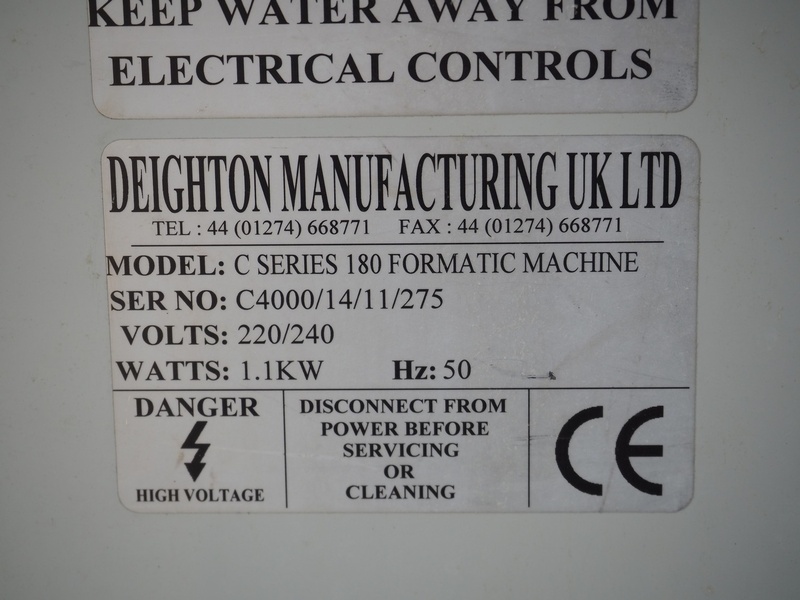 KEEP WATER AWAY FROM
ELECTRICAL CONTROLS
DEIGHTON MANUFACTURING UK LTD
TEL : 44 (01274) 668771 FAX : 44 (01274) 668771
MODEL: C SERIES 180 FORMATIC MACHINE
SER NO: C4000/14/11/275
VOLTS: 220/240
WATTS: 1.1KW Hz: 50
DANGER
HIGH VOLTAGE
DISCONNECT FROM
POWER BEFORE
SERVICING
OR
CLEANING
CE